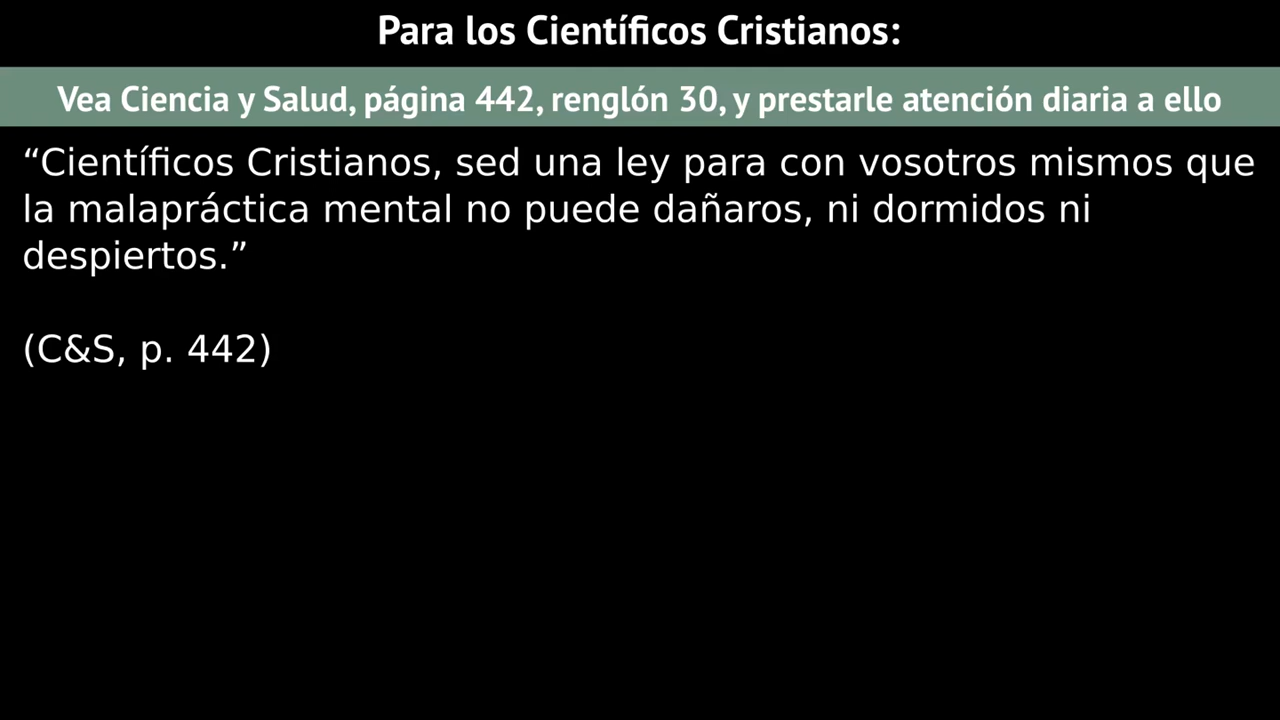 Para los Científicos Cristianos:
Vea Ciencia y Salud, página 442, renglón 30, y prestarle atención diaria a ello
“Científicos Cristianos, sed una ley para con vosotros mismos que
la malapráctica mental no puede dañaros, ni dormidos ni
despiertos.”
(C&S, p. 442)